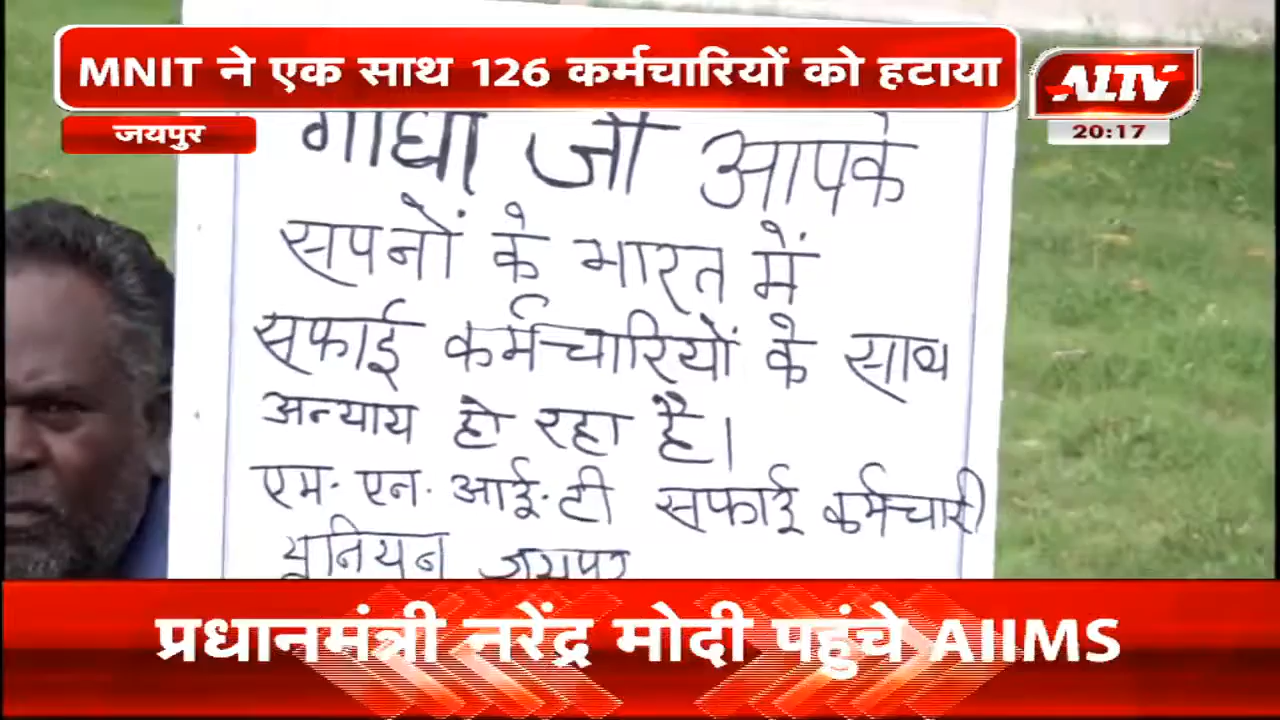 MNIT ने एक साथ 126 कर्मचारियों को हटाया
ALTV
जयपुर
20:17
गांधी जी आपके
सपनों के भारत में
सफाई कर्मचारियों के साथ
अन्याय हो रहा है।
एम. एन. आई. टी सफाई कर्मचारी
यूनियन जयपुर
प्रधानमंत्री नरेंद्र मोदी पहुंचे AIIMS